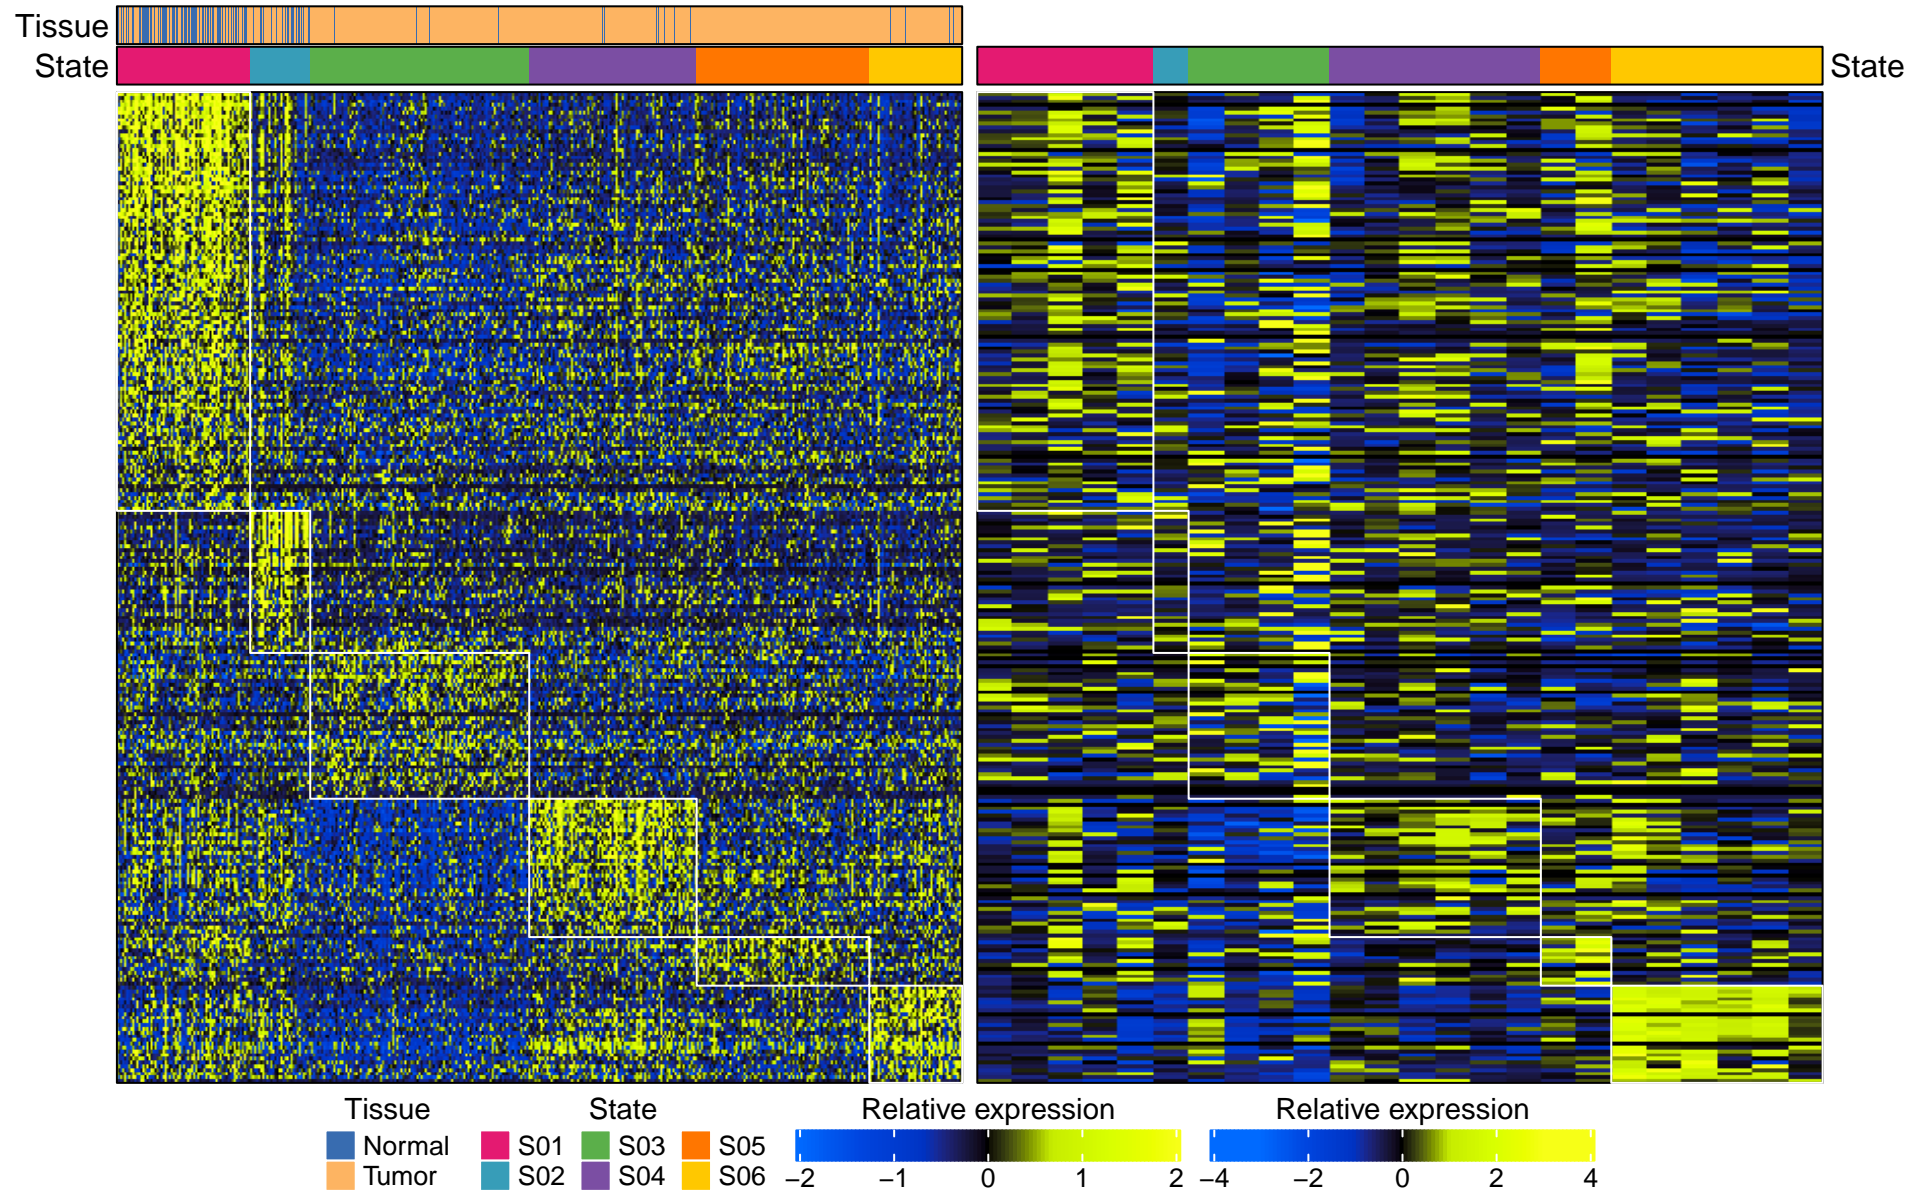 Tissue
State
State
Tissue State Relative expression Relative expression
Normal S01 S03 S05
Tumor S02 S04 S06
−2 −1 0 1 2 −4 −2 0 2 4